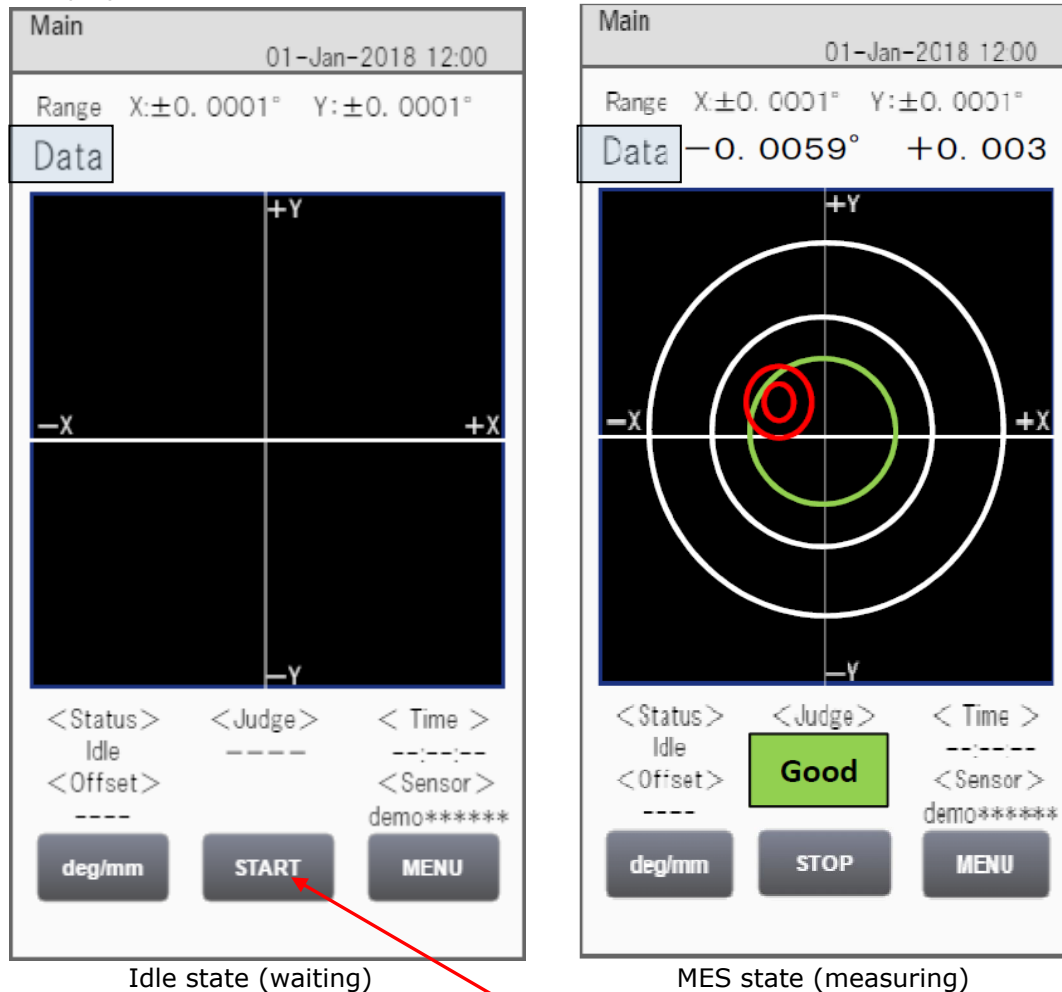 Main
01-Jan-2018 12:00
Range X:±0. 0001° Y:±0. 0001°
Data
+Y
-X +X
-Y
<Status> <Judge> < Time >
Idle ---- --:--:--
<Offset> <Sensor>
---- demo******
deg/mm START MENU
Idle state (waiting)
Main
01-Jan-2018 12:00
Range X:±0. 0001° Y:±0. 0001°
Data -0. 0059° +0. 003
+Y
-X +X
-Y
<Status> <Judge> < Time >
Idle Good --:--:--
<Offset> <Sensor>
---- demo******
deg/mm STOP MENU
MES state (measuring)